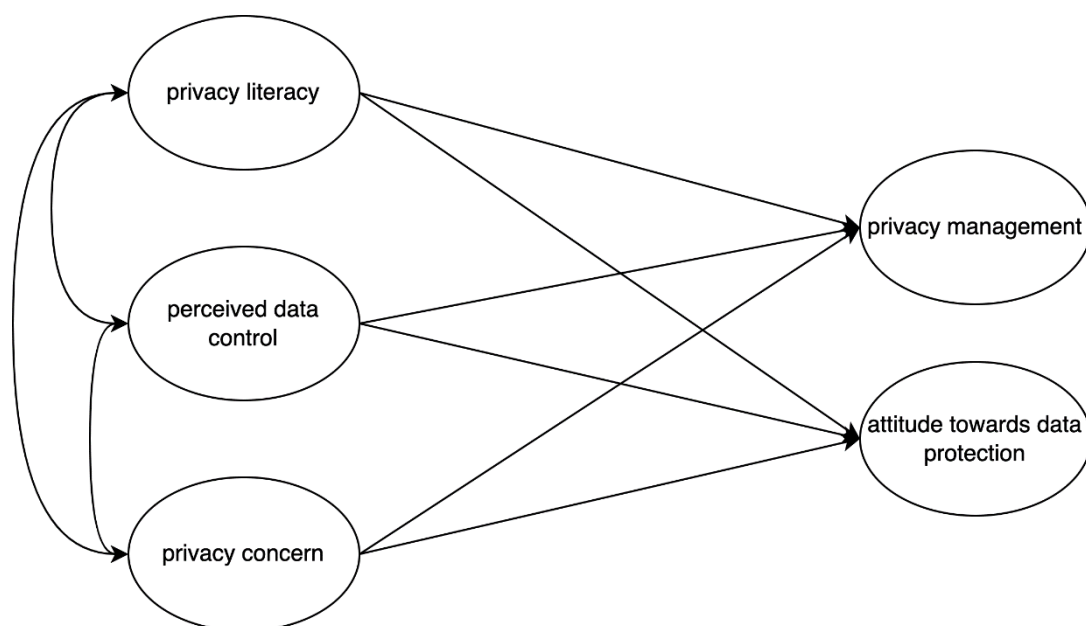 privacy literacy
perceived data
control
privacy concern
privacy management
attitude towards data
protection